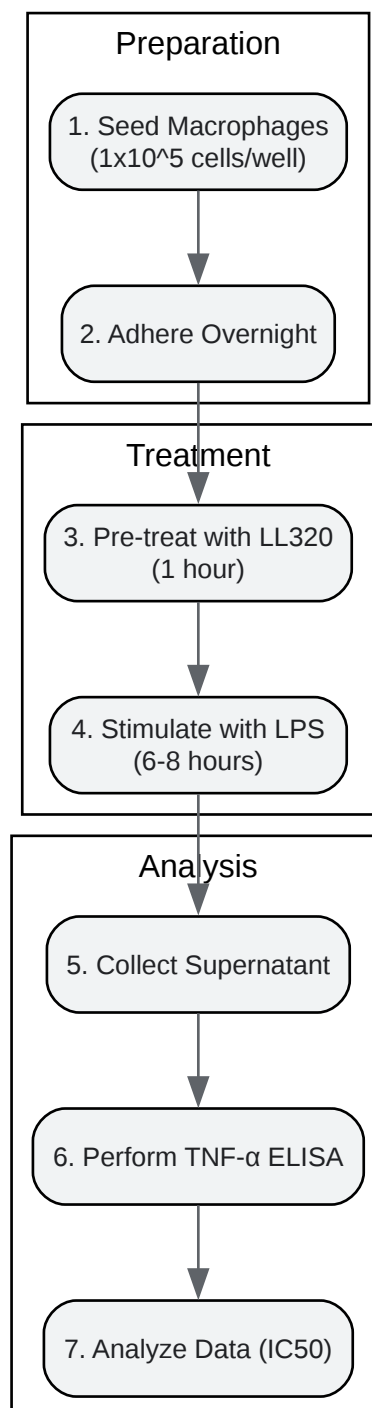 Preparation
1. Seed Macrophages
(1x10^5 cells/well)
2. Adhere Overnight
Treatment
3. Pre-treat with LL320
(1 hour)
4. Stimulate with LPS
(6-8 hours)
Analysis
5. Collect Supernatant
6. Perform TNF-α ELISA
7. Analyze Data (IC50)